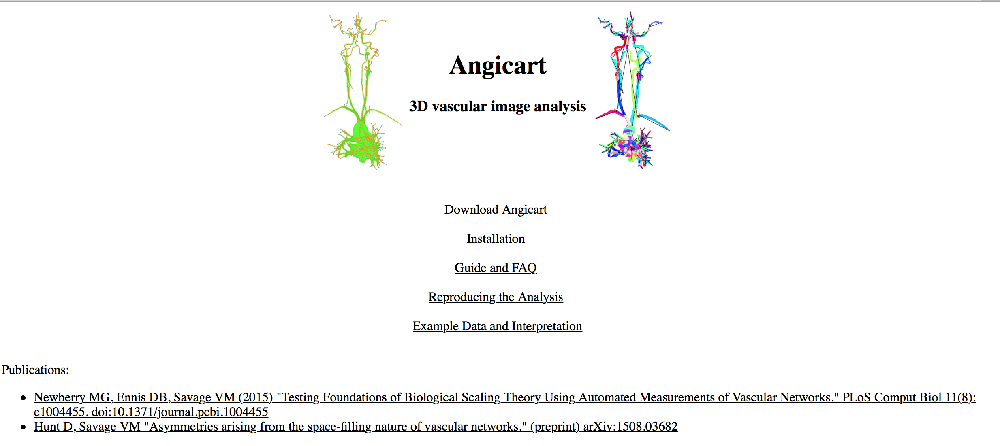 Angicart
3D vascular image analysis
Download Angicart
Installation
Guide and FAQ
Reproducing the Analysis
Example Data and Interpretation
Publications:
• Newberry MG, Ennis DB, Savage VM (2015) "Testing Foundations of Biological Scaling Theory Using Automated Measurements of Vascular Networks." PLoS Comput Biol 11(8):
e1004455. doi:10.1371/journal.pcbi.1004455
• Hunt D, Savage VM "Asymmetries arising from the space-filling nature of vascular networks." (preprint) arXiv:1508.03682